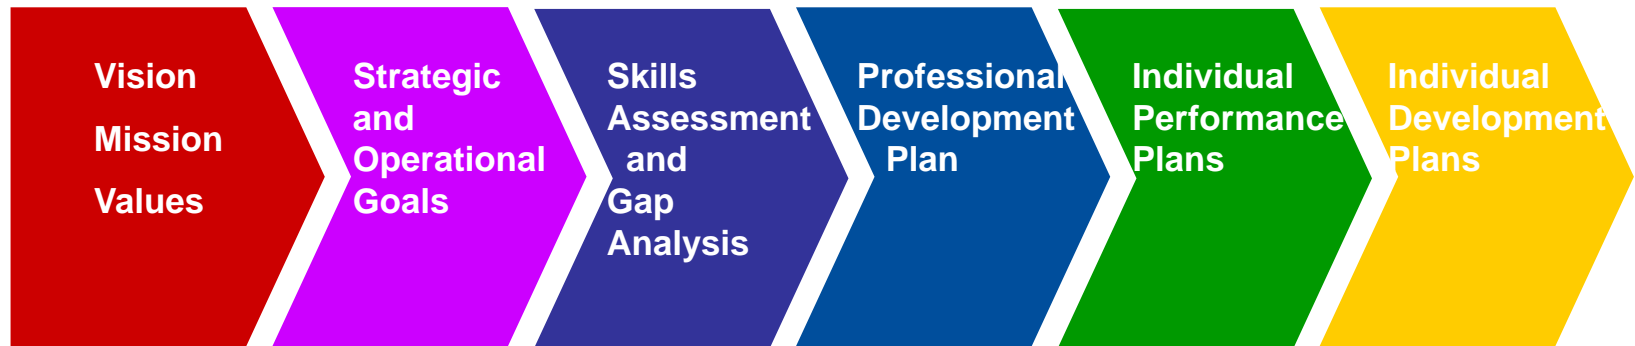 Vision
Mission
Values
Strategic
and
Operational
Goals
Skills
Assessment
and
Gap
Analysis
Professional
Development
Plan
Individual
Performance
Plans
Individual
Development
Plans